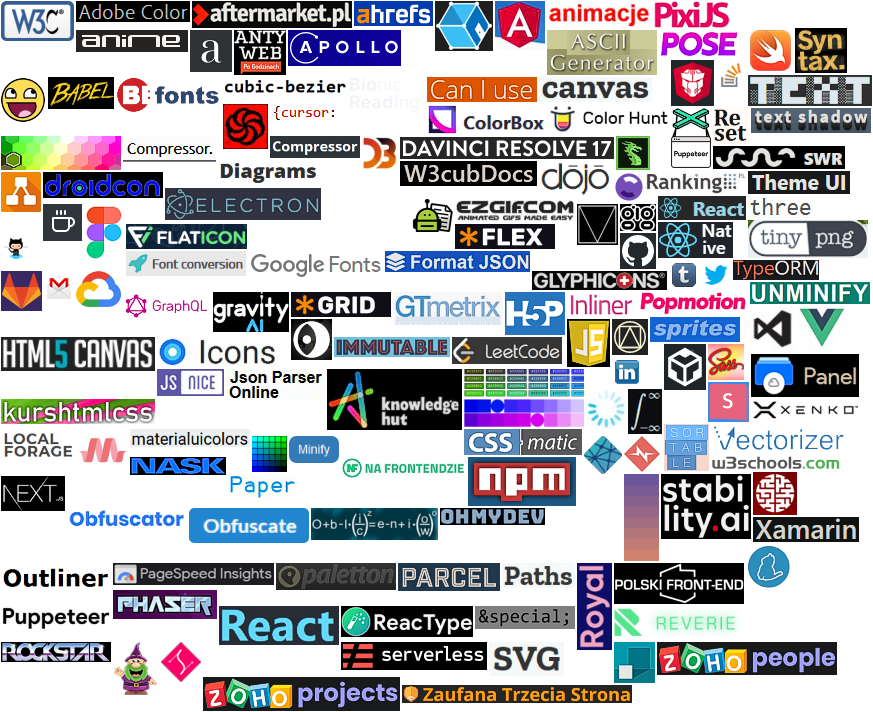 W3C Adobe Color aftermarket.pl ahrefs animacje PixiJS
anime a ANTY WEB Po Godzinach APOLLO ASCII Generator POSE Syn tax.
BABEL BE fonts cubic-bezier Bionic Reading Can I use canvas TEXT
{cursor: ColorBox Color Hunt Re set text shadow
Compressor. Compressor DAVINCI RESOLVE 17 Puppeteer SWR
Diagrams W3cubDocs dojo Ranking Theme UI
droidcon ELECTRON EZGIFCOM ANIMATED GIFS MADE EASY gig React three
FLATICON FLEX Nat ive tiny png
Font conversion Google Fonts Format JSON GLYPHICONS t TypeORM
GraphQL gravity AI GRID GTmetrix H5P Inliner Popmotion UNMINIFY
HTML5 CANVAS Icons IMMUTABLE LeetCode JS sprites
JS NICE Json Parser Online knowledge hut in Sass Panel
kurshtmlcss S XENKO
LOCAL FORAGE materialuicolors Minify CSS matic SOR TAB LE Vectorizer
NASK NA FRONTENDZIE npm w3schools.com
NEXT.JS Paper stabi lity.ai
Obfuscator Obfuscate O+b-l(i/c)²=e-n+i(o/w) OHMYDEV Xamarin
Outliner PageSpeed Insights paletton PARCEL Paths Royal POLSKI FRONT-END
Puppeteer PHASER React ReacType &special; REVERIE
ROCKSTAR serverless SVG ZOHO people
ZOHO projects Zaufana Trzecia Strona